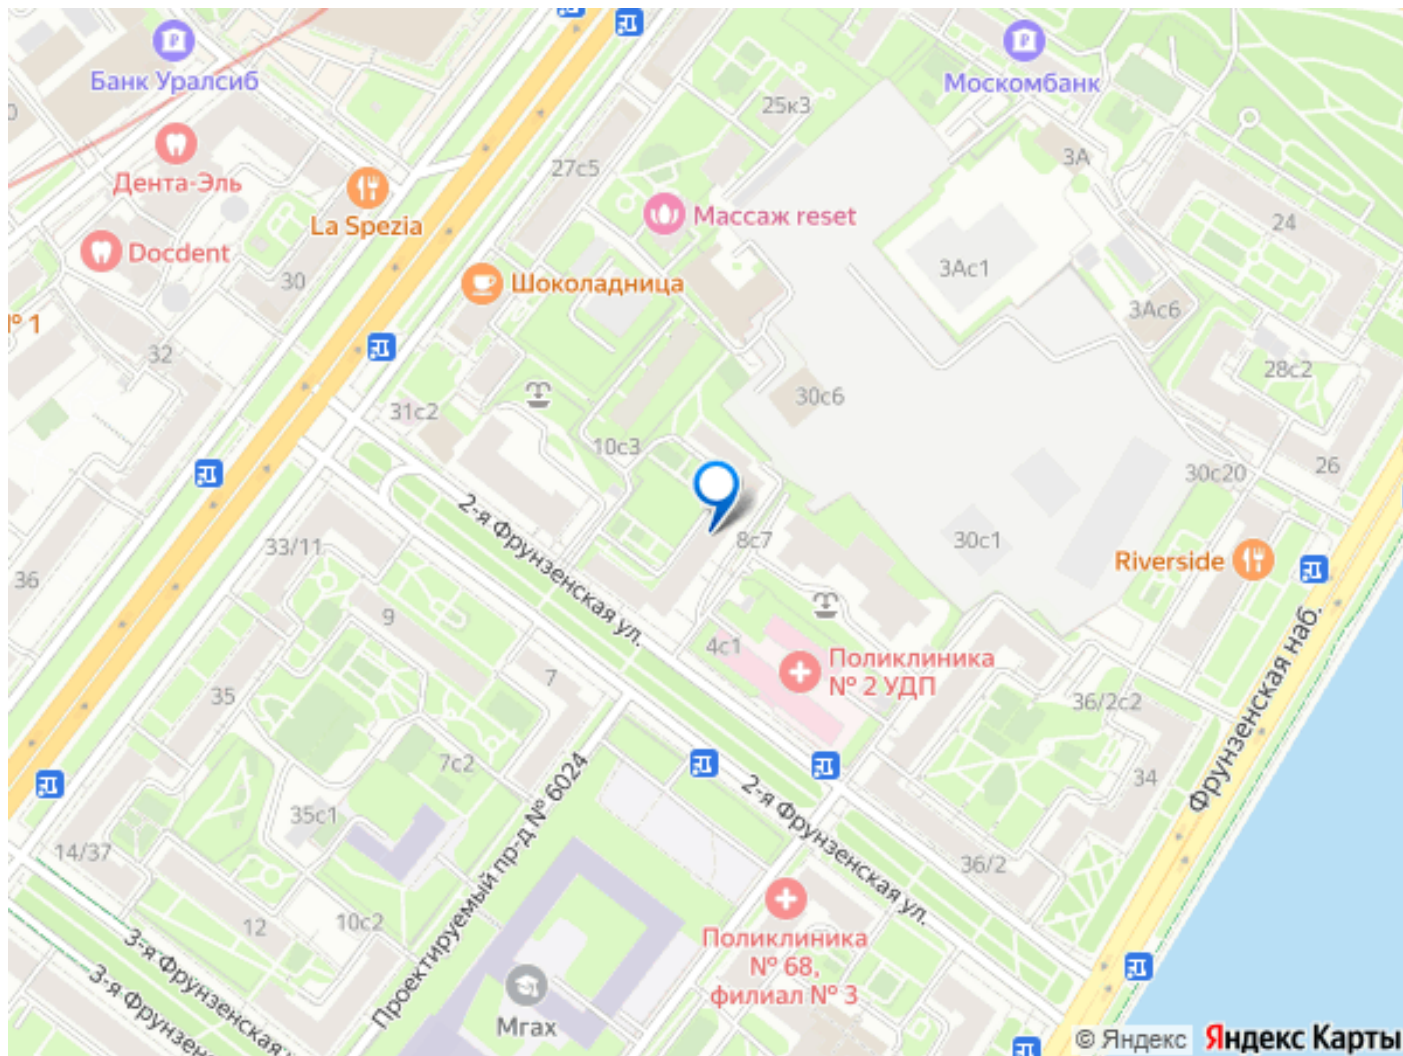 Банк Уралсиб
Москомбанк
25к3
3А
27с5
Дента-Эль
Массаж reset
La Spezia
24
Docdent
3Ас1
30
Шоколадница
3Ас6
№ 1
32
28с2
30с6
31с2
10с3
26
30с20
2-я Фрунзенская ул.
8с7
30с1
33/11
Riverside
36
9
4с1
Поликлиника
№ 2 УДП
7
35
36/2с2
Фрунзенская наб.
7с2
34
Проектируемый пр-д № 6024
2-я Фрунзенская ул.
35с1
14/37
36/2
12
10с2
3-я Фрунзенская
3-я Фрунзенс
Поликлиника
№ 68,
филиал № 3
Мгах
© Яндекс Яндекс Карты